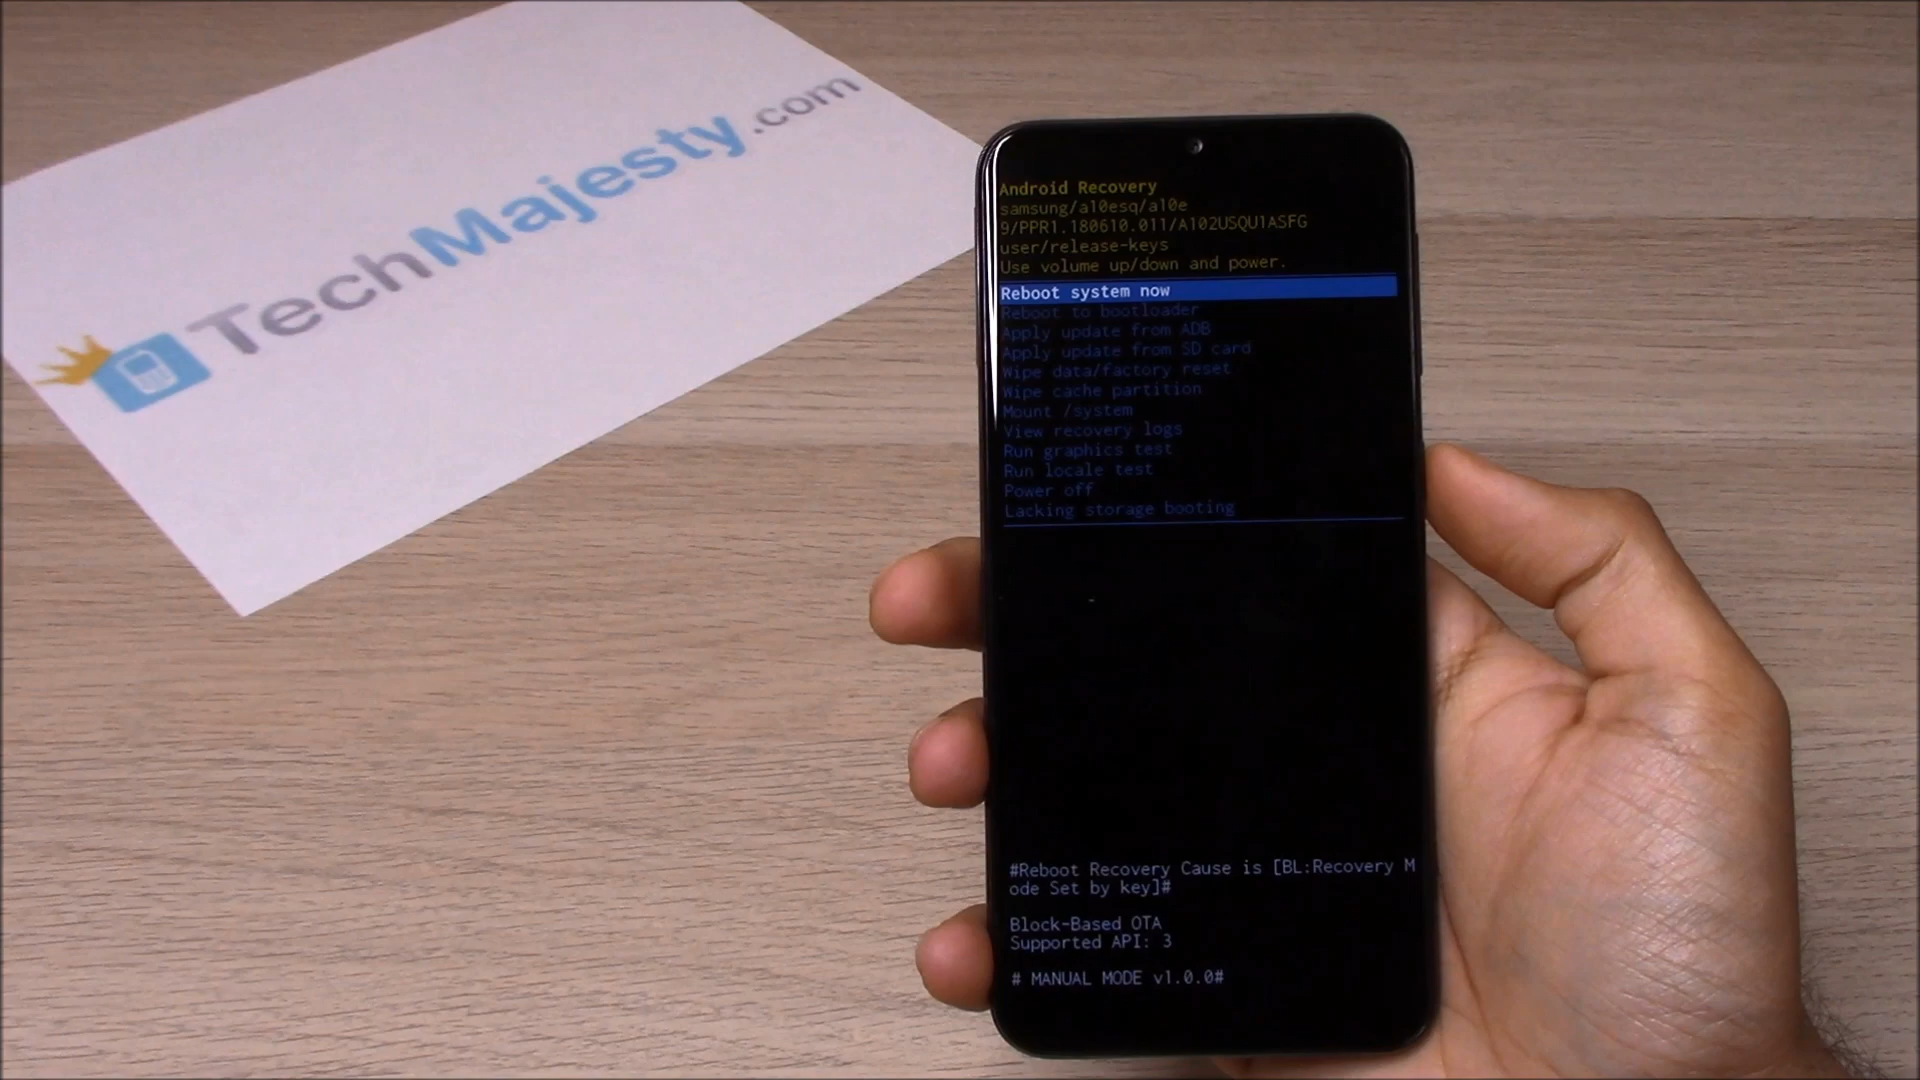 TechMajesty.com
Android Recovery
samsung/a10esq/a10e
9/PPR1.180610.011/A102USQU1ASFG
user/release-keys
Use volume up/down and power.
Reboot system now
Reboot to bootloader
Apply update from ADB
Apply update from SD card
Wipe data/factory reset
Wipe cache partition
Mount /system
View recovery logs
Run graphics test
Run locale test
Power off
Lacking storage booting
#Reboot Recovery Cause is [BL:Recovery M
ode Set by key]#
Block-Based OTA
Supported API: 3
# MANUAL MODE v1.0.0#